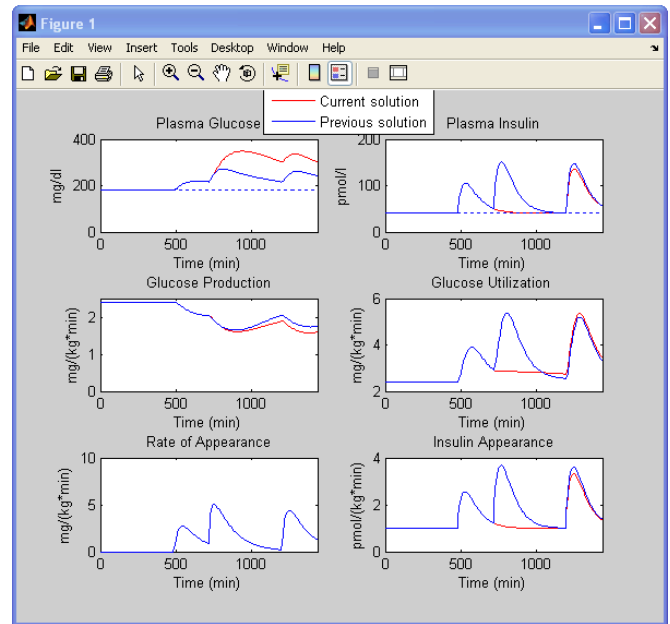 Figure 1
File Edit View Insert Tools Desktop Window Help
Current solution
Previous solution
Plasma Glucose
400
200
0
mg/dl
0 500 1000
Time (min)
Plasma Insulin
200
100
0
pmol/l
0 500 1000
Time (min)
Glucose Production
2
1
0
mg/(kg*min)
0 500 1000
Time (min)
Glucose Utilization
6
4
2
mg/(kg*min)
0 500 1000
Time (min)
Rate of Appearance
10
5
0
mg/(kg*min)
0 500 1000
Time (min)
Insulin Appearance
4
2
0
pmol/(kg*min)
0 500 1000
Time (min)